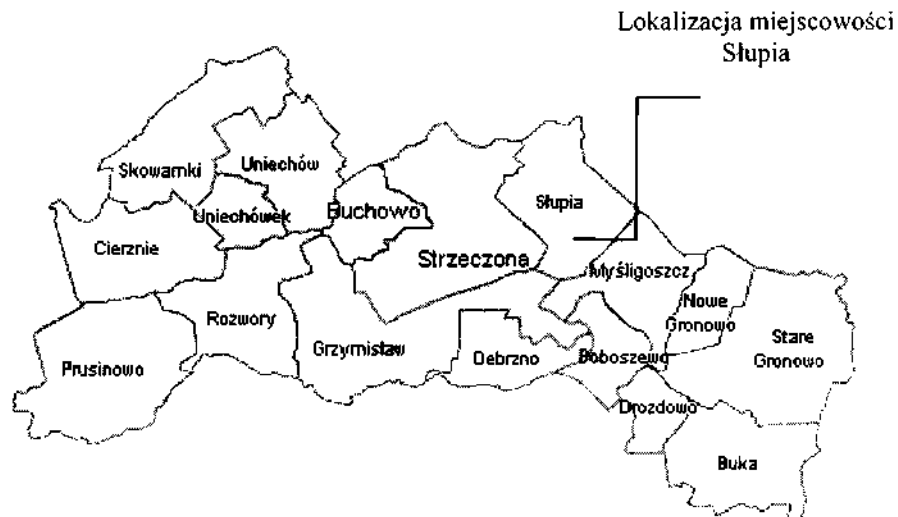 Lokalizacja miejscowości
Słupia
Skowarnki
Uniechów
Uniechówek
Buchowo
Słupia
Cierznie
Strzeczona
Myśligoszcz
Nowe
Gronowo
Rozwory
Grzymisław
Debrzno
Boboszewo
Stare
Gronowo
Prusinowo
Drozdowo
Buka